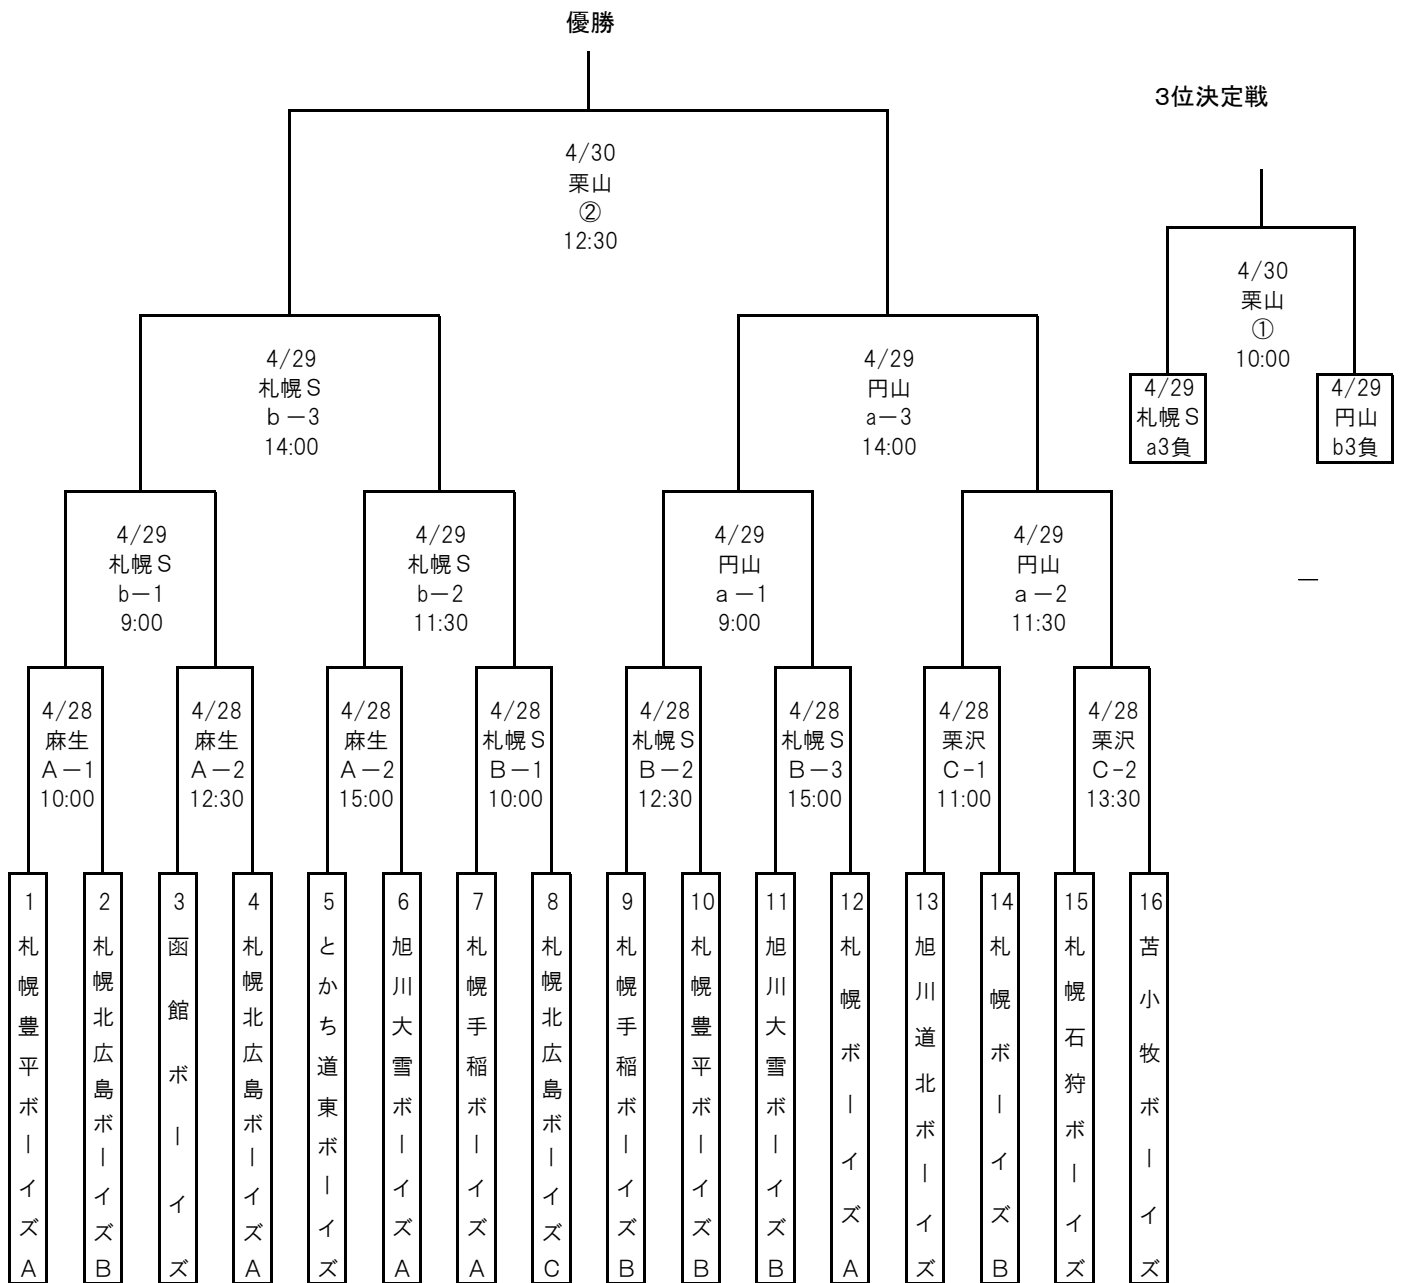 優勝
3位決定戦
4/30
栗山
②
12:30
4/30
栗山
①
10:00
4/29
札幌S
a3負
4/29
円山
b3負
4/29
札幌S
b－3
14:00
4/29
円山
a－3
14:00
4/29
札幌S
b－1
9:00
4/29
札幌S
b－2
11:30
4/29
円山
a－1
9:00
4/29
円山
a－2
11:30
－
4/28
麻生
A－1
10:00
4/28
麻生
A－2
12:30
4/28
麻生
A－2
15:00
4/28
札幌S
B－1
10:00
4/28
札幌S
B－2
12:30
4/28
札幌S
B－3
15:00
4/28
栗沢
C-1
11:00
4/28
栗沢
C-2
13:30
1
札幌豊平ボーイズA
2
札幌北広島ボーイズB
3
函館ボーイズ
4
札幌北広島ボーイズA
5
とかち道東ボーイズ
6
旭川大雪ボーイズA
7
札幌手稲ボーイズA
8
札幌北広島ボーイズC
9
札幌手稲ボーイズB
10
札幌豊平ボーイズB
11
旭川大雪ボーイズB
12
札幌ボーイズA
13
旭川道北ボーイズ
14
札幌ボーイズB
15
札幌石狩ボーイズ
16
苫小牧ボーイズ